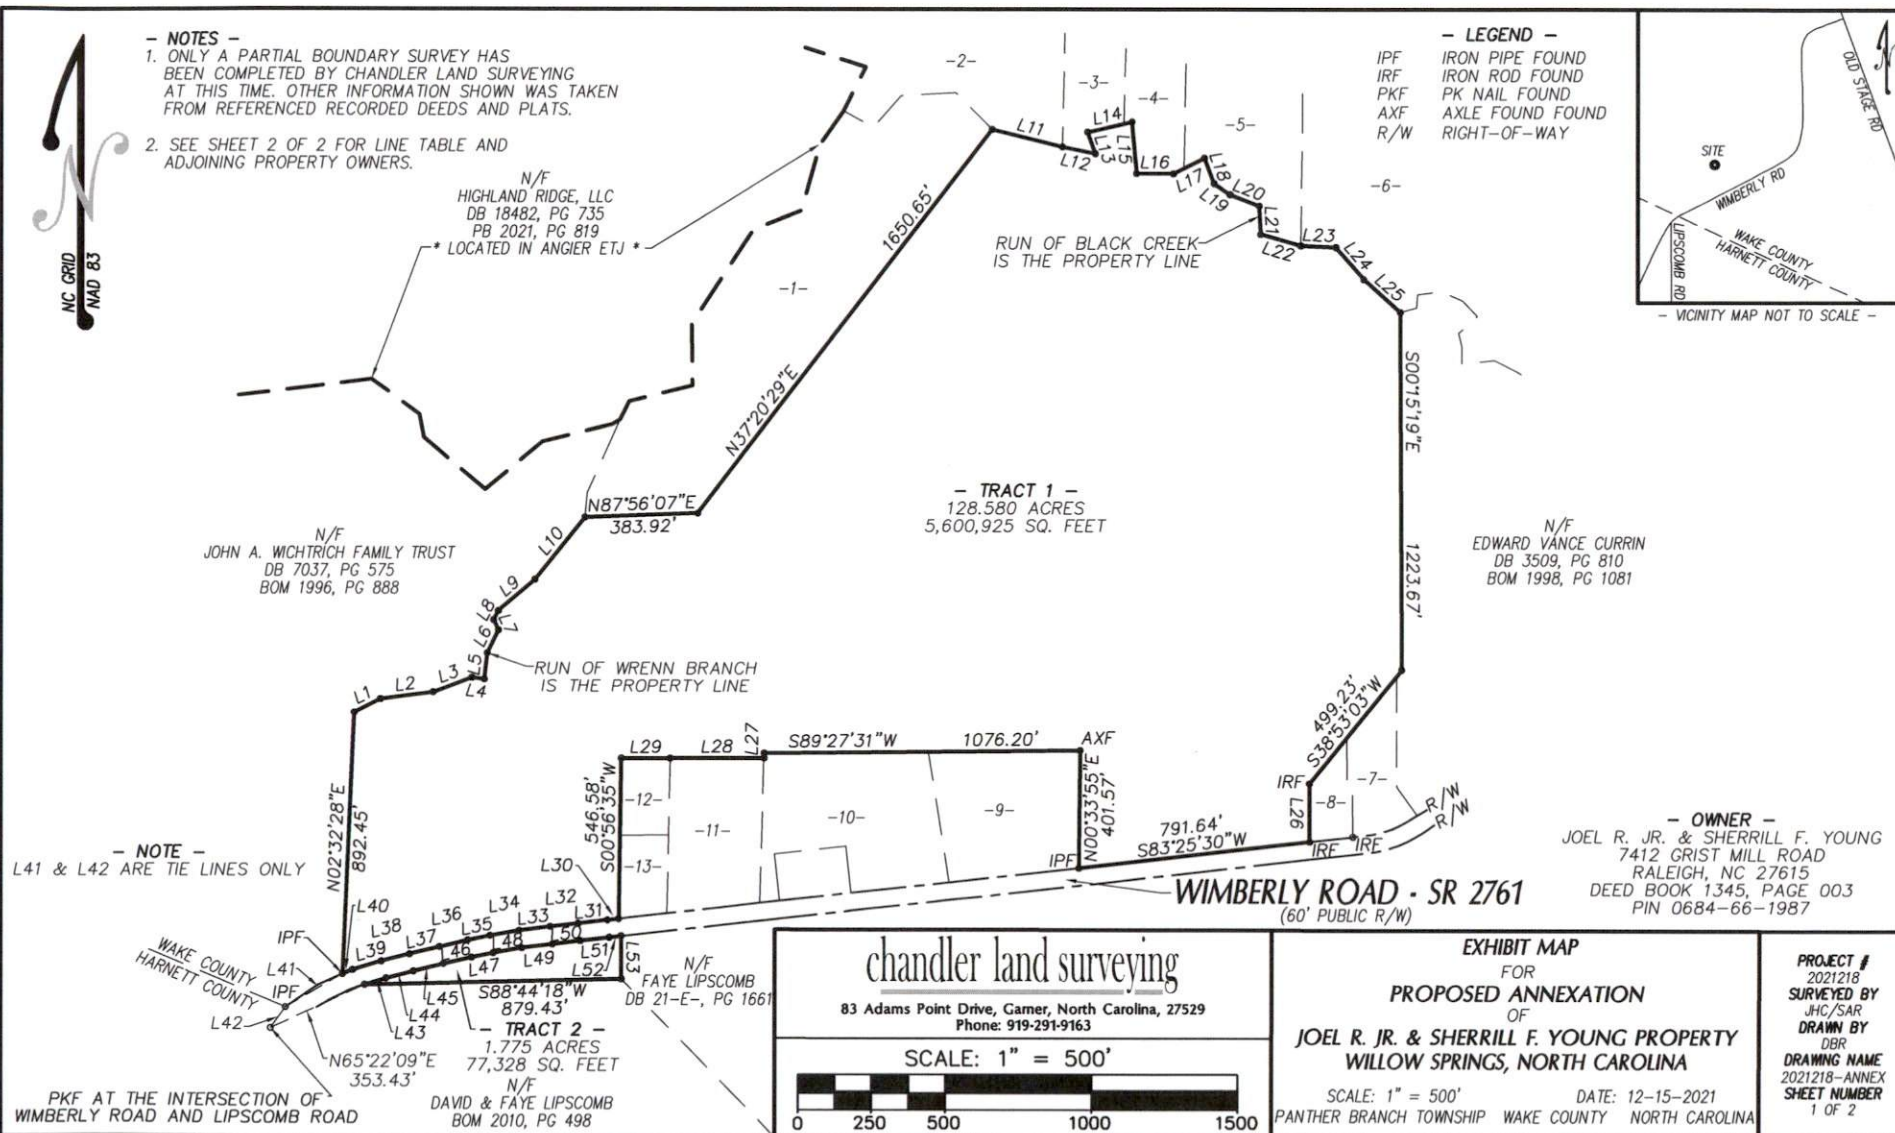 - NOTES -
1. ONLY A PARTIAL BOUNDARY SURVEY HAS
BEEN COMPLETED BY CHANDLER LAND SURVEYING
AT THIS TIME. OTHER INFORMATION SHOWN WAS TAKEN
FROM REFERENCED RECORDED DEEDS AND PLATS.
2. SEE SHEET 2 OF 2 FOR LINE TABLE AND
ADJOINING PROPERTY OWNERS.
N
NC GRID
NAD 83
N/F
HIGHLAND RIDGE, LLC
DB 18482, PG 735
PB 2021, PG 819
* LOCATED IN ANGIER ETJ *
- LEGEND -
IPF IRON PIPE FOUND
IRF IRON ROD FOUND
PKF PK NAIL FOUND
AXF AXLE FOUND FOUND
R/W RIGHT-OF-WAY
N
OLD STAGE RD
SITE
WIMBERLY RD
LIPSCOMB RD
WAKE COUNTY
HARNETT COUNTY
- VICINITY MAP NOT TO SCALE -
-2-
-3-
-4-
-5-
-6-
-1-
L11
L12
L13
L14
L15
L16
L17
L18
L19
L20
L21
L22
L23
L24
L25
RUN OF BLACK CREEK
IS THE PROPERTY LINE
1650.65'
N37°20'29"E
S00°15'19"E
1223.67'
- TRACT 1 -
128.580 ACRES
5,600,925 SQ. FEET
N87°56'07"E
383.92'
N/F
JOHN A. WICHTRICH FAMILY TRUST
DB 7037, PG 575
BOM 1996, PG 888
N/F
EDWARD VANCE CURRIN
DB 3509, PG 810
BOM 1998, PG 1081
L10
L9
L8
L7
L6
L5
L4
L3
L2
L1
RUN OF WRENN BRANCH
IS THE PROPERTY LINE
N02°32'28"E
892.45'
499.23'
S38°53'03"W
L29
L28
L27
S89°27'31"W 1076.20'
AXF
546.58'
S00°56'35"W
-12-
-13-
-11-
-10-
-9-
N00°33'55"E
401.57'
IPF
791.64'
S83°25'30"W
IRF
L26
-8-
-7-
IRF
IRF
R/W
R/W
- NOTE -
L41 & L42 ARE TIE LINES ONLY
- OWNER -
JOEL R. JR. & SHERRILL F. YOUNG
7412 GRIST MILL ROAD
RALEIGH, NC 27615
DEED BOOK 1345, PAGE 003
PIN 0684-66-1987
WIMBERLY ROAD - SR 2761
(60' PUBLIC R/W)
L30
L31
L32
L33
L34
L35
L36
L37
L38
L39
L40
IPF
L41
IPF
L42
WAKE COUNTY
HARNETT COUNTY
L43
L44
L45
L46
L47
L48
L49
L50
L51
L52
L53
S88°44'18"W
879.43'
N/F
FAYE LIPSCOMB
DB 21-E-, PG 1661
- TRACT 2 -
1.775 ACRES
77,328 SQ. FEET
N/F
DAVID & FAYE LIPSCOMB
BOM 2010, PG 498
N65°22'09"E
353.43'
PKF AT THE INTERSECTION OF
WIMBERLY ROAD AND LIPSCOMB ROAD
chandler land surveying
83 Adams Point Drive, Garner, North Carolina, 27529
Phone: 919-291-9163
SCALE: 1" = 500'
0 250 500 1000 1500
EXHIBIT MAP
FOR
PROPOSED ANNEXATION
OF
JOEL R. JR. & SHERRILL F. YOUNG PROPERTY
WILLOW SPRINGS, NORTH CAROLINA
SCALE: 1" = 500' DATE: 12-15-2021
PANTHER BRANCH TOWNSHIP WAKE COUNTY NORTH CAROLINA
PROJECT #
2021218
SURVEYED BY
JHC/SAR
DRAWN BY
DBR
DRAWING NAME
2021218-ANNEX
SHEET NUMBER
1 OF 2